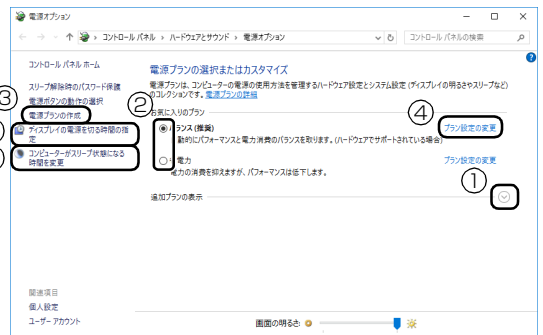 電源オプション
コントロール パネル › ハードウェアとサウンド › 電源オプション
コントロール パネルの検索
コントロール パネル ホーム
スリープ解除時のパスワード保護
電源ボタンの動作の選択
③
電源プランの作成
ディスプレイの電源を切る時間の指
定
コンピューターがスリープ状態になる
時間を変更
電源プランの選択またはカスタマイズ
電源プランは、コンピューターの電源の使用方法を管理するハードウェア設定とシステム設定 (ディスプレイの明るさやスリープなど)
のコレクションです。電源プランの詳細
②
お気に入りのプラン
④
ランス (推奨)
プラン設定の変更
動的にパフォーマンスと電力消費のバランスを取ります。(ハードウェアでサポートされている場合)
電力
プラン設定の変更
電力の消費を抑えますが、パフォーマンスは低下します。
①
追加プランの表示
関連項目
個人設定
ユーザー アカウント
画面の明るさ: